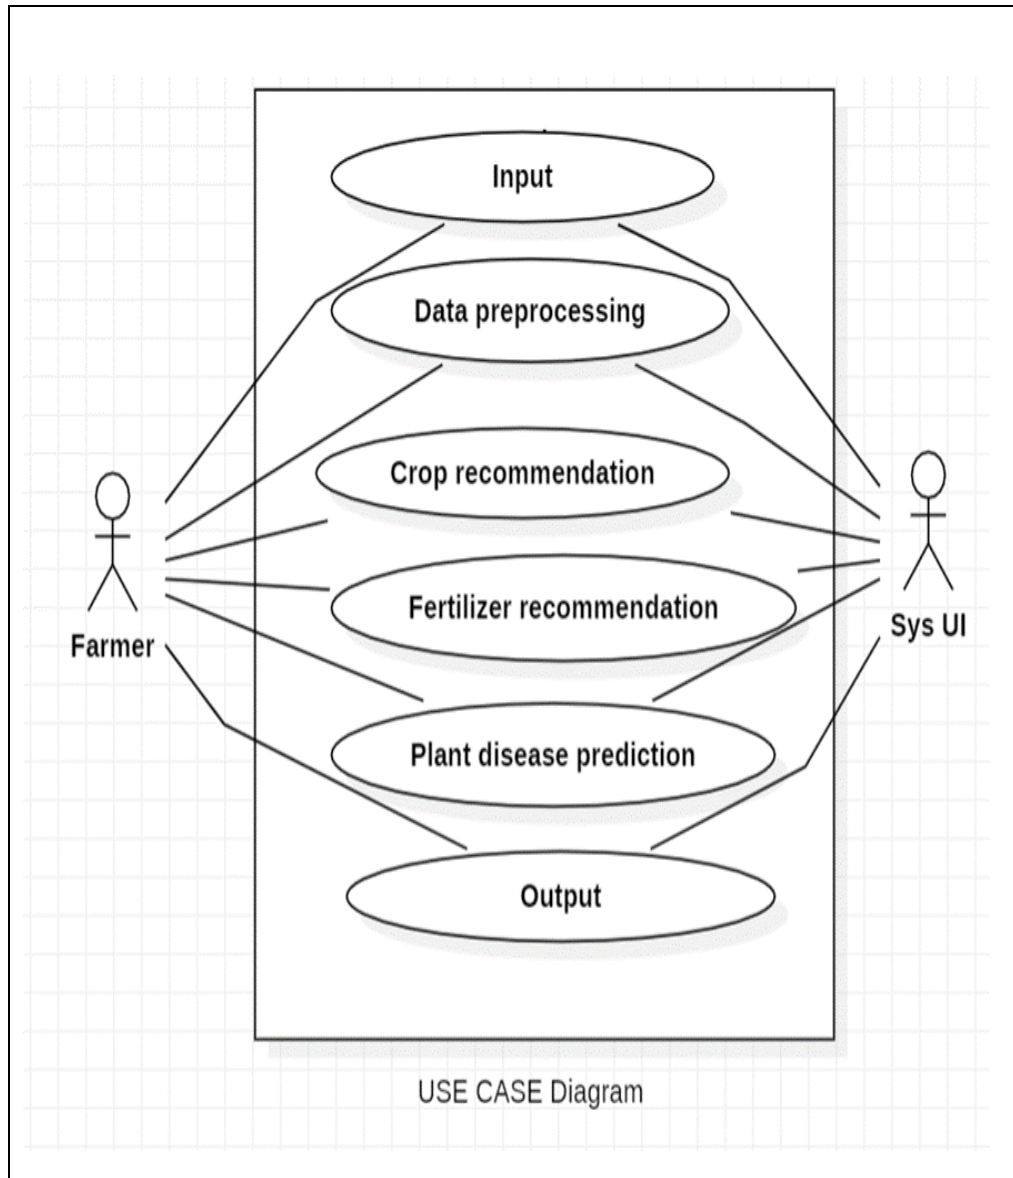 Input
Data preprocessing
Crop recommendation
Fertilizer recommendation
Farmer
Sys UI
Plant disease prediction
Output
USE CASE Diagram